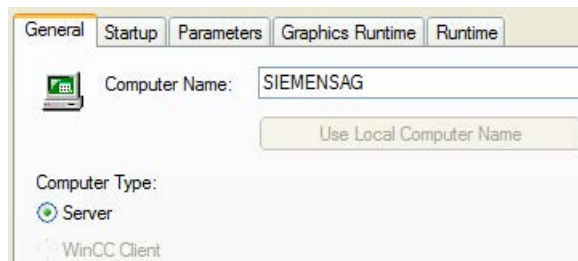 General Startup Parameters Graphics Runtime Runtime
Computer Name: SIEMENSAG
Use Local Computer Name
Computer Type:
Server
WinCC Client